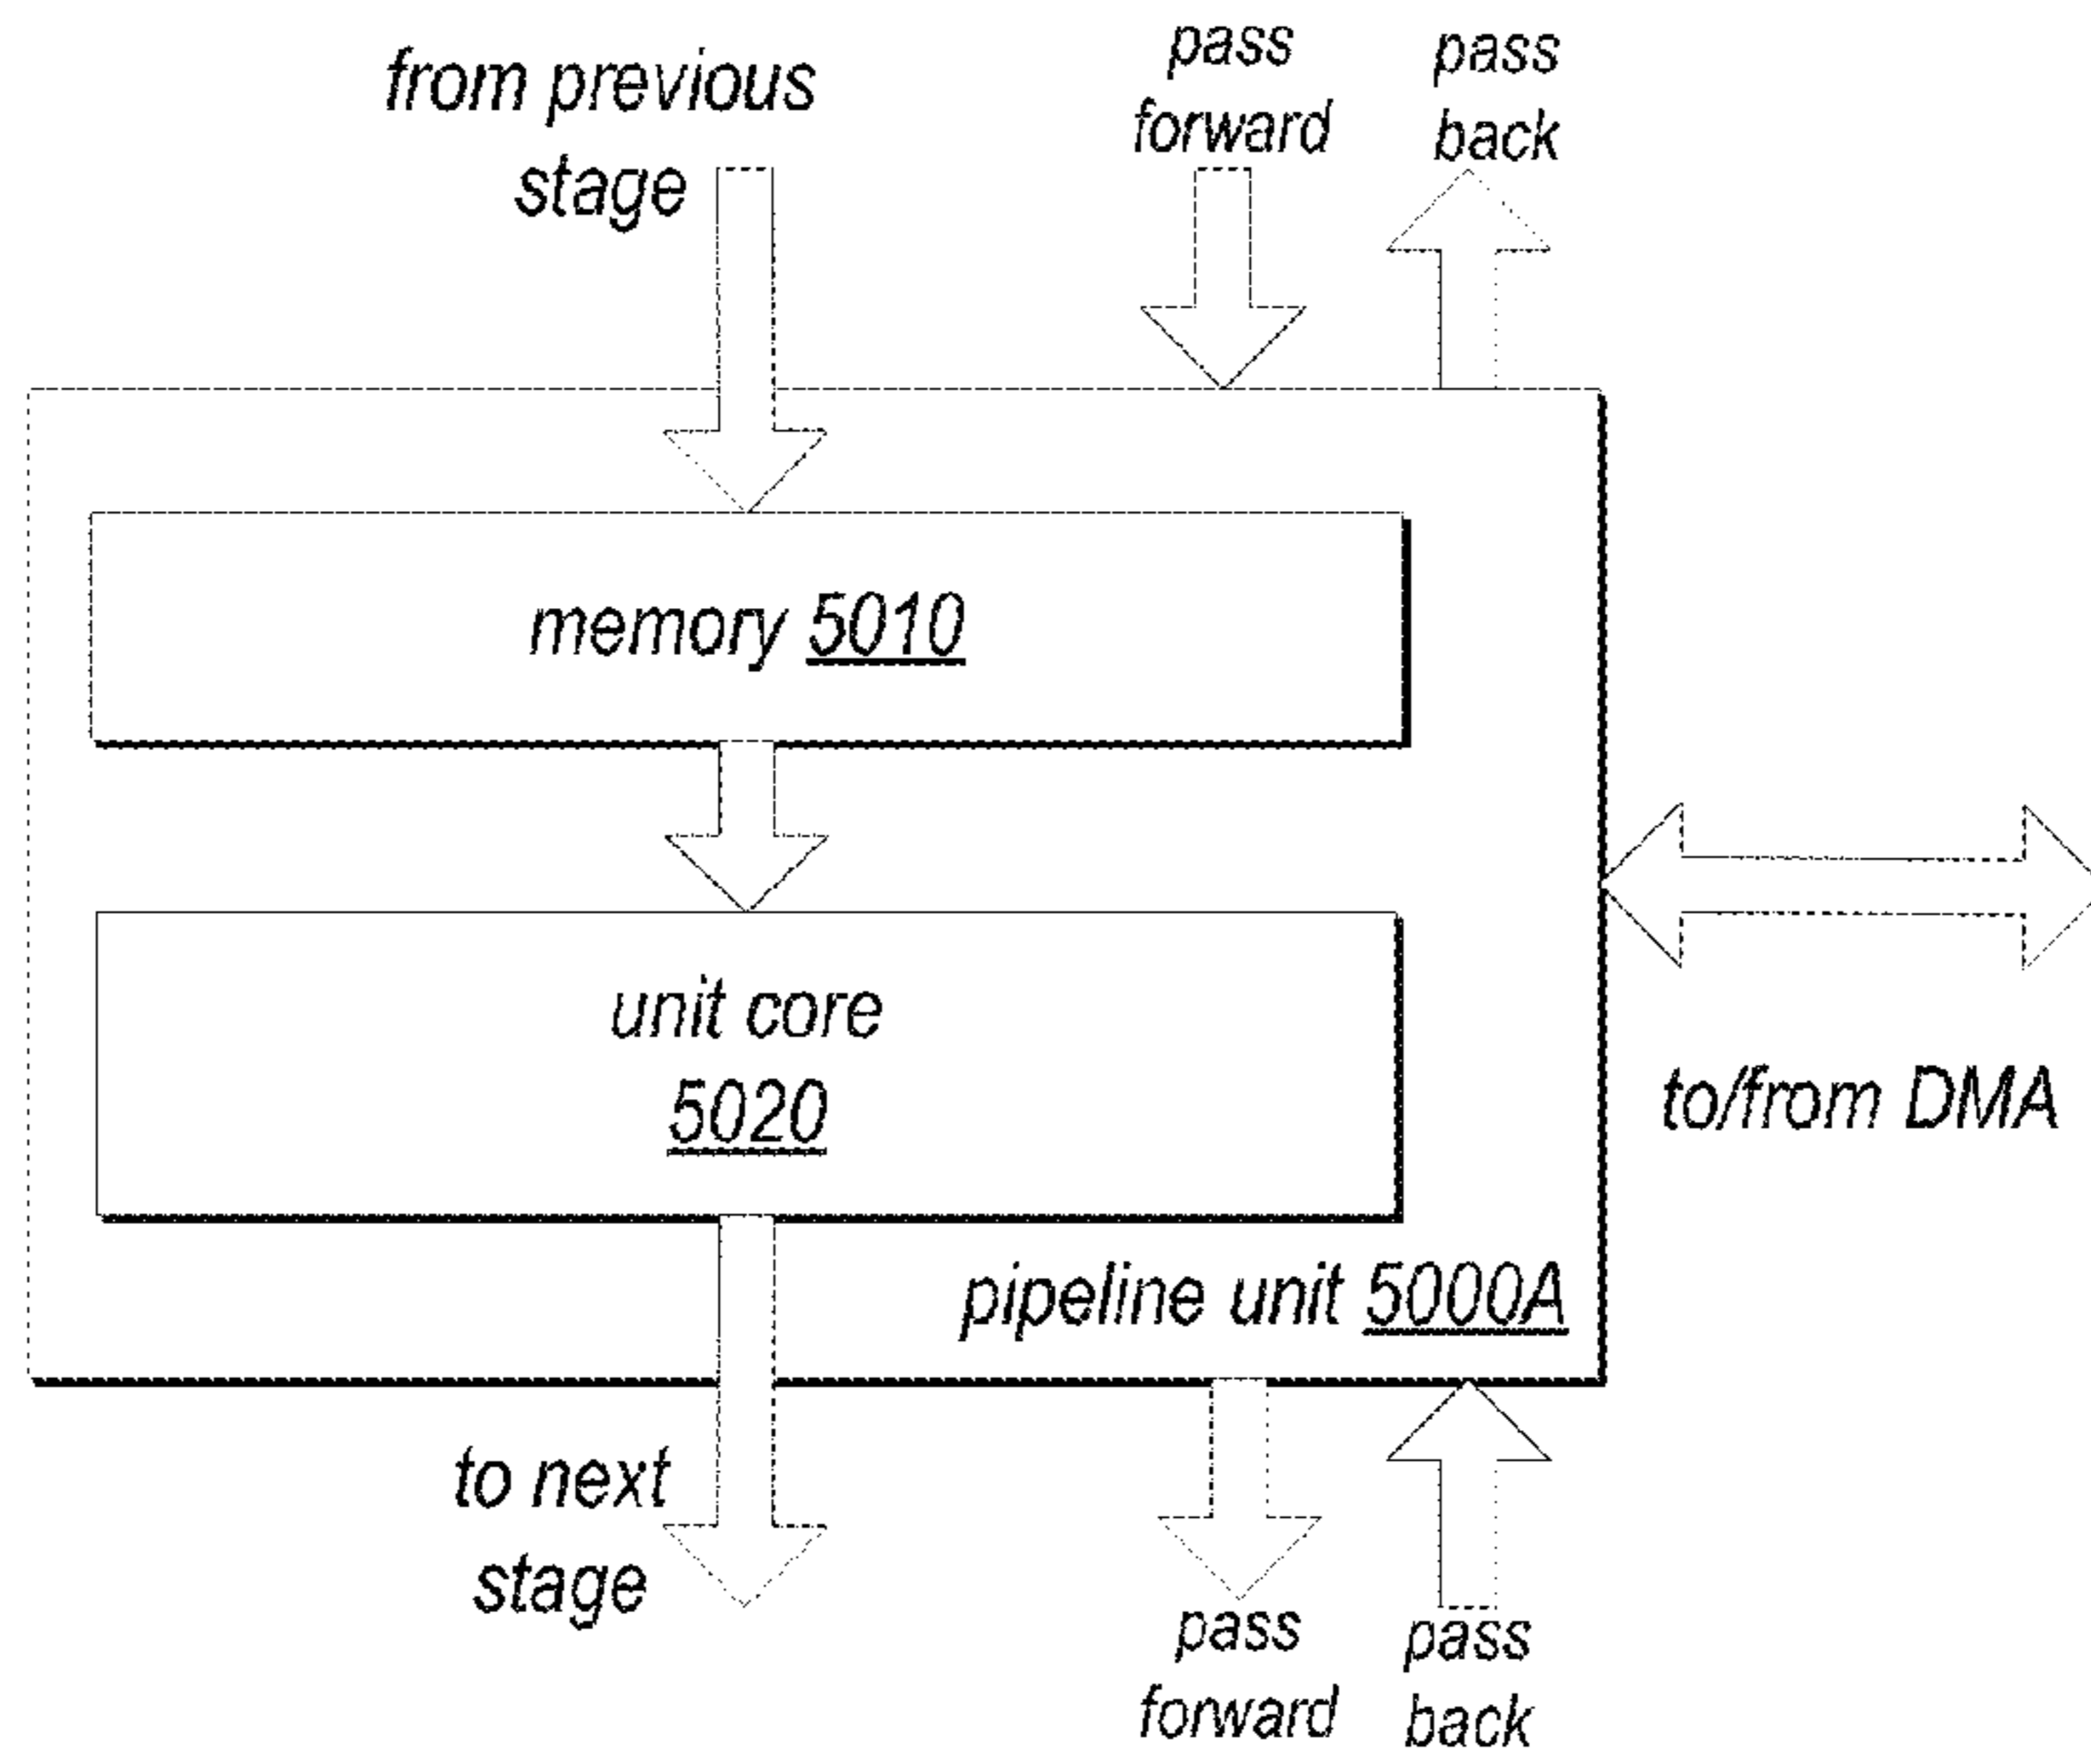 from previous
stage
pass
forward
pass
back
memory 5010
unit core
5020
to/from DMA
pipeline unit 5000A
to next
stage
pass
forward
pass
back